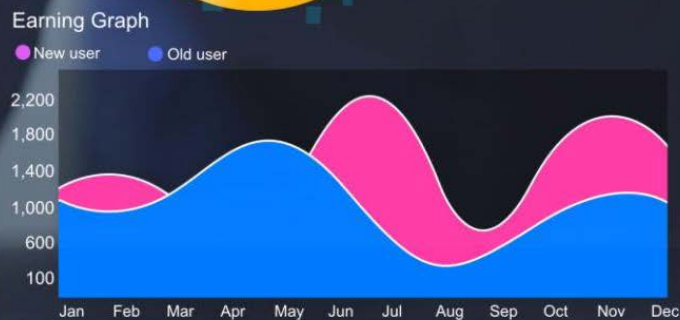 Earning Graph
New user Old user
2,200
1,800
1,400
1,000
600
100
Jan Feb Mar Apr May Jun Jul Aug Sep Oct Nov Dec